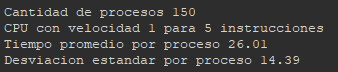 Cantidad de procesos 150
CPU con velocidad 1 para 5 instrucciones
Tiempo promedio por proceso 26.01
Desviacion estandar por proceso 14.39